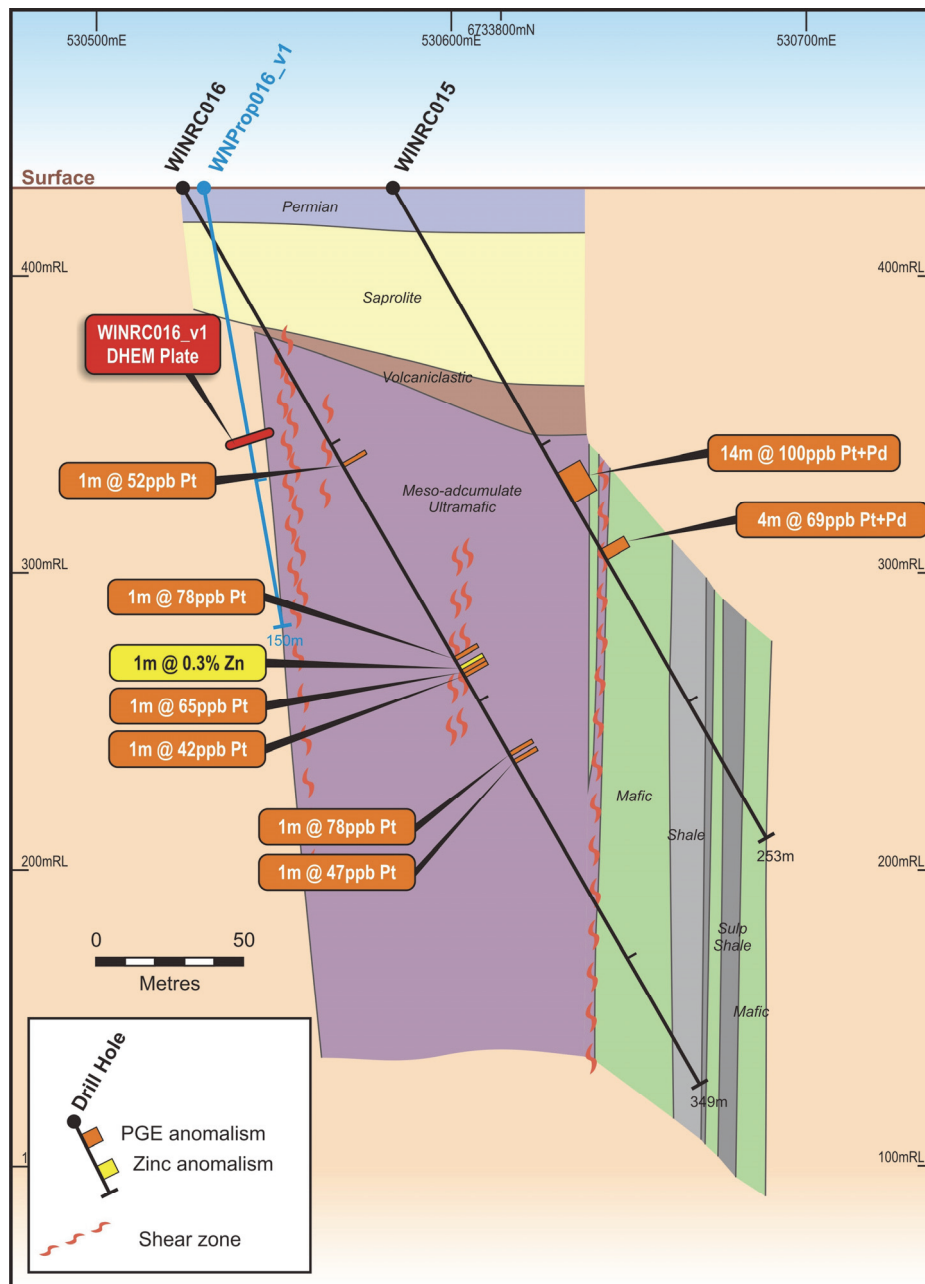 6733800mN
530500mE
530600mE
530700mE
WINRC016
WNProp016_v1
WINRC015
Surface
Permian
400mRL
400mRL
Saprolite
WINRC016_v1
DHEM Plate
Volcaniclastic
14m @ 100ppb Pt+Pd
1m @ 52ppb Pt
Meso-adcumulate
Ultramatic
4m @ 69ppb Pt+Pd
300mRL
300mRL
1m @ 78ppb Pt
150m
1m @ 0.3% Zn
1m @ 65ppb Pt
1m @ 42ppb Pt
Mafic
1m @ 78ppb Pt
Shale
253m
1m @ 47ppb Pt
200mRL
200mRL
Sulp
Shale
0
50
Metres
Mafic
349m
Drill Hole
PGE anomalism
Zinc anomalism
Shear zone
1
100mRL